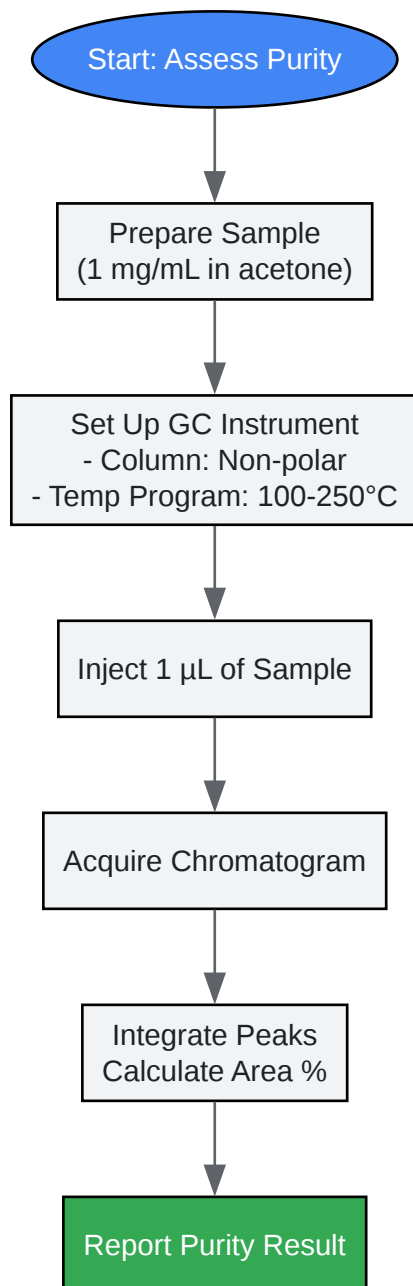 Start: Assess Purity
Prepare Sample
(1 mg/mL in acetone)
Set Up GC Instrument
- Column: Non-polar
- Temp Program: 100-250°C
Inject 1 µL of Sample
Acquire Chromatogram
Integrate Peaks
Calculate Area %
Report Purity Result